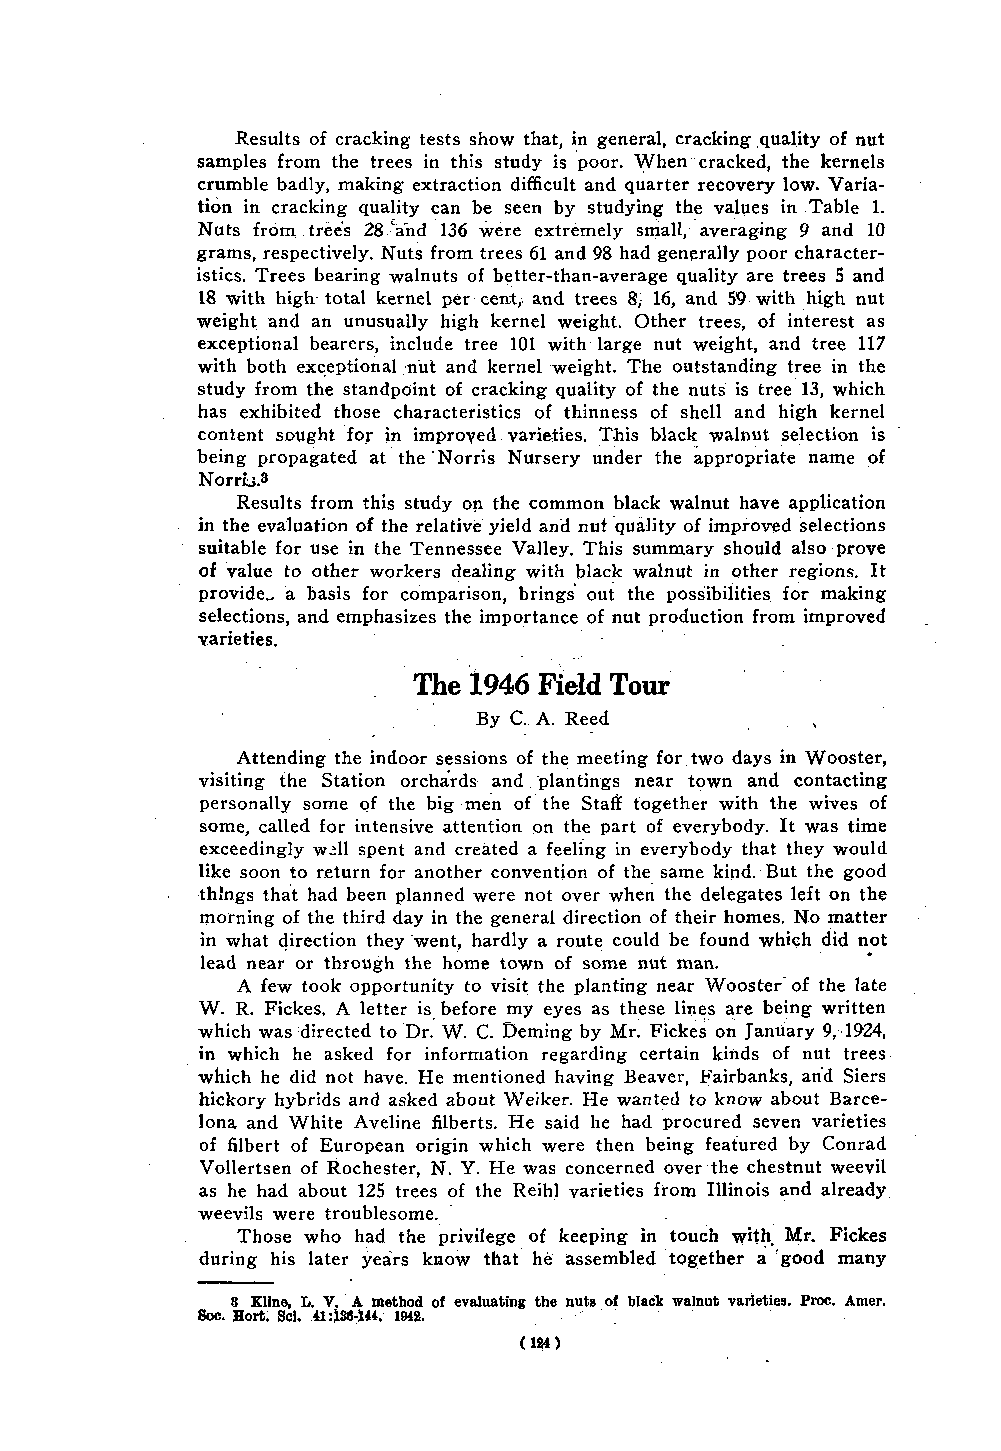 Results of cracking tests show that, in general, cracking quality of nut
samples from the trees in this study is poor. When cracked, the kernels
crumble badly, making extraction difficult and quarter recovery low. Varia-
tion in cracking quality can be seen by studying the values in Table 1.
Nuts from trees 28 and 136 were extremely small, averaging 9 and 10
grams, respectively. Nuts from trees 61 and 98 had generally poor character-
istics. Trees bearing walnuts of better-than-average quality are trees 5 and
18 with high total kernel per cent, and trees 8, 16, and 59 with high nut
weight and an unusually high kernel weight. Other trees, of interest as
exceptional bearers, include tree 101 with large nut weight, and tree 117
with both exceptional nut and kernel weight. The outstanding tree in the
study from the standpoint of cracking quality of the nuts is tree 13, which
has exhibited those characteristics of thinness of shell and high kernel
content sought for in improved varieties. This black walnut selection is
being propagated at the Norris Nursery under the appropriate name of
Norris.8
Results from this study on the common black walnut have application
in the evaluation of the relative yield and nut quality of improved selections
suitable for use in the Tennessee Valley. This summary should also prove
of value to other workers dealing with black walnut in other regions. It
provides a basis for comparison, brings out the possibilities for making
selections, and emphasizes the importance of nut production from improved
varieties.
The 1946 Field Tour
By C. A. Reed
Attending the indoor sessions of the meeting for two days in Wooster,
visiting the Station orchards and plantings near town and contacting
personally some of the big men of the Staff together with the wives of
some, called for intensive attention on the part of everybody. It was time
exceedingly well spent and created a feeling in everybody that they would
like soon to return for another convention of the same kind. But the good
things that had been planned were not over when the delegates left on the
morning of the third day in the general direction of their homes. No matter
in what direction they went, hardly a route could be found which did not
lead near or through the home town of some nut man.
A few took opportunity to visit the planting near Wooster of the late
W. R. Fickes. A letter is before my eyes as these lines are being written
which was directed to Dr. W. C. Deming by Mr. Fickes on January 9, 1924,
in which he asked for information regarding certain kinds of nut trees
which he did not have. He mentioned having Beaver, Fairbanks, and Siers
hickory hybrids and asked about Weiker. He wanted to know about Barce-
lona and White Aveline filberts. He said he had procured seven varieties
of filbert of European origin which were then being featured by Conrad
Vollertsen of Rochester, N. Y. He was concerned over the chestnut weevil
as he had about 125 trees of the Reihl varieties from Illinois and already
weevils were troublesome.
Those who had the privilege of keeping in touch with Mr. Fickes
during his later years know that he assembled together a good many
8 Kline, L. V. A method of evaluating the nuts of black walnut varieties. Proc. Amer.
Soc. Hort. Sci. 41:136-144. 1942.
(124)